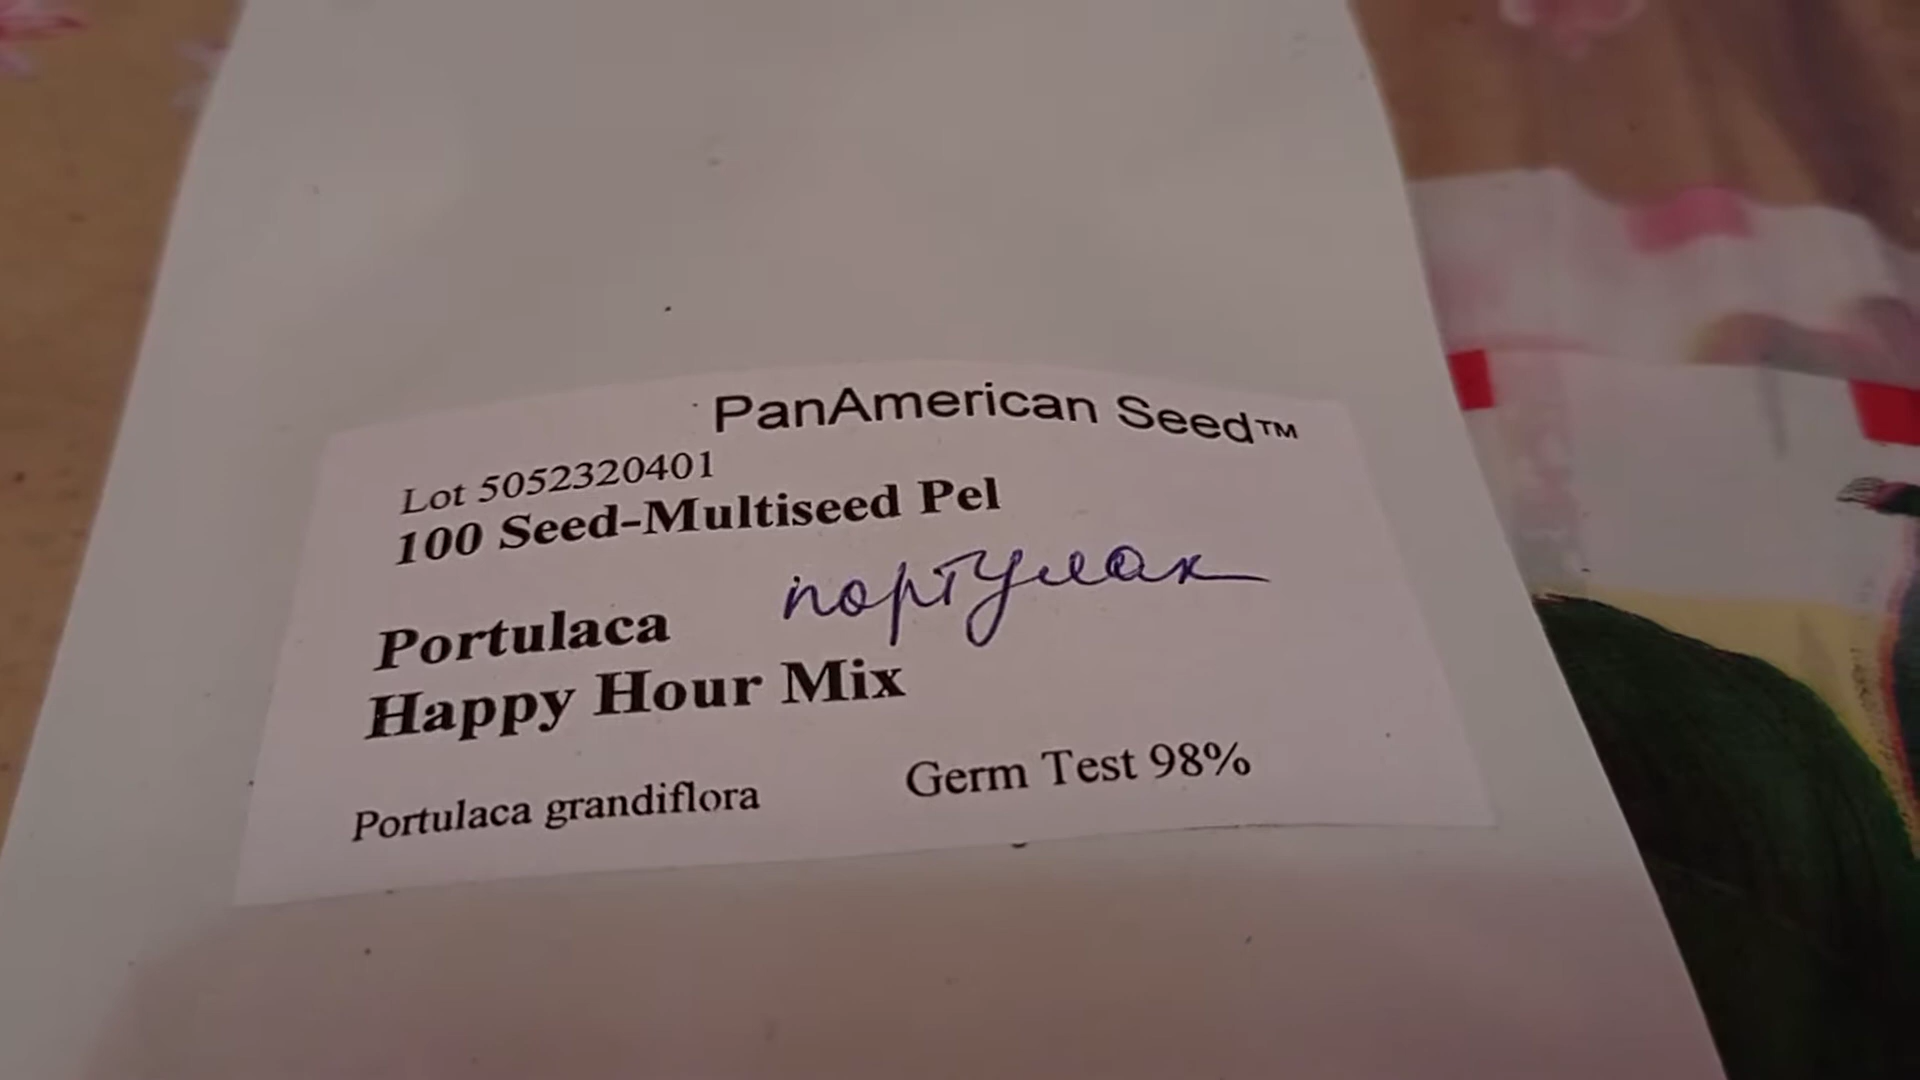 PanAmerican Seed™
Lot 5052320401
100 Seed-Multiseed Pel
портулак
Portulaca
Happy Hour Mix
Portulaca grandiflora
Germ Test 98%